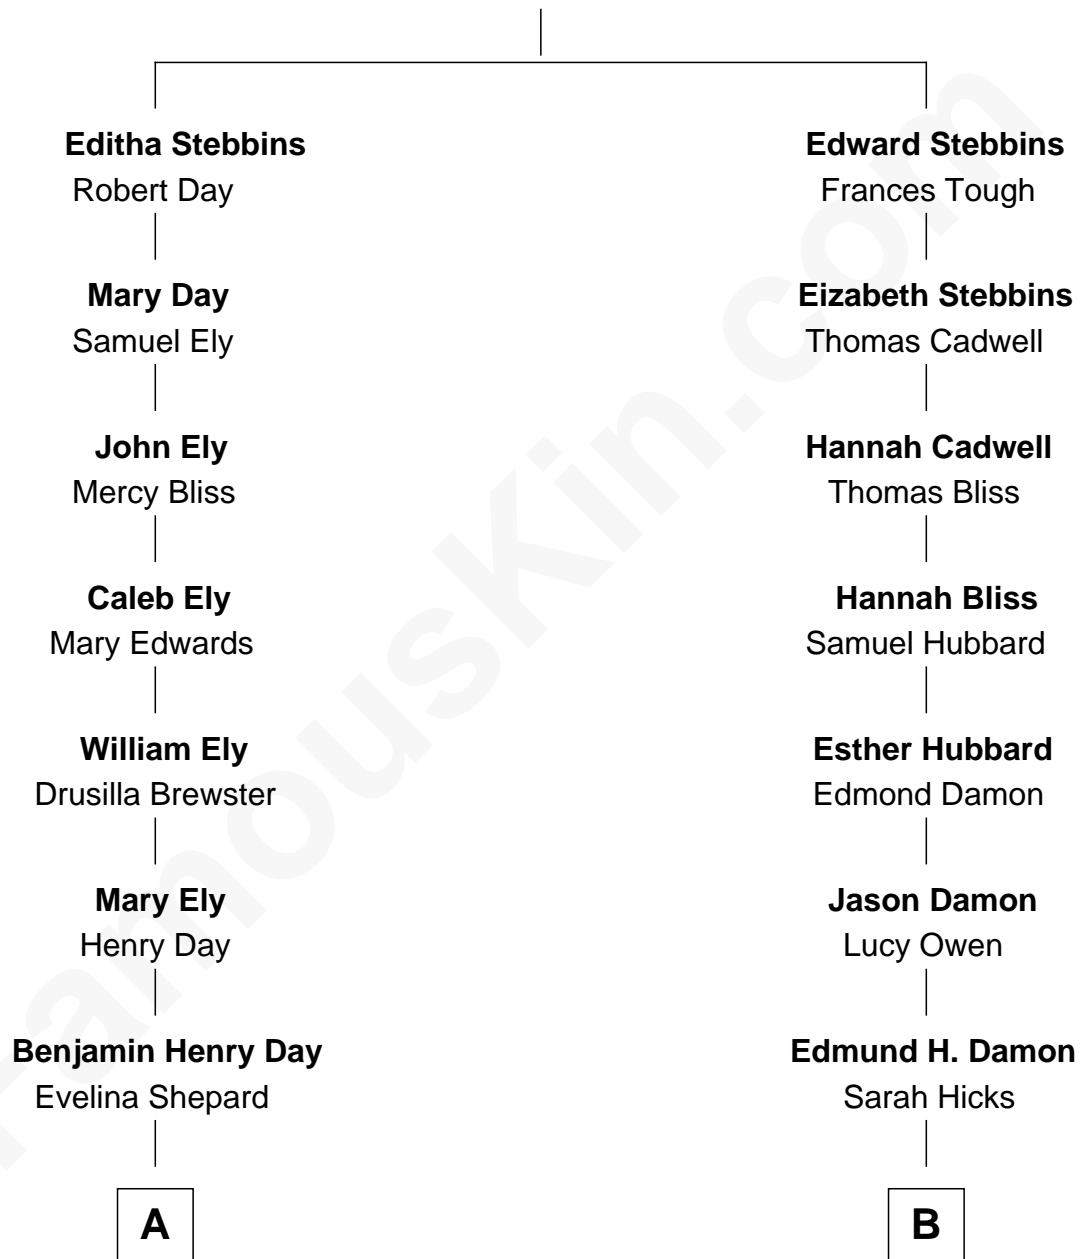 Editha Stebbins
Robert Day
Mary Day
Samuel Ely
John Ely
Mercy Bliss
Caleb Ely
Mary Edwards
William Ely
Drusilla Brewster
Mary Ely
Henry Day
Benjamin Henry Day
Evelina Shepard
A
Edward Stebbins
Frances Tough
Eizabeth Stebbins
Thomas Cadwell
Hannah Cadwell
Thomas Bliss
Hannah Bliss
Samuel Hubbard
Esther Hubbard
Edmond Damon
Jason Damon
Lucy Owen
Edmund H. Damon
Sarah Hicks
B
FamousKin.com